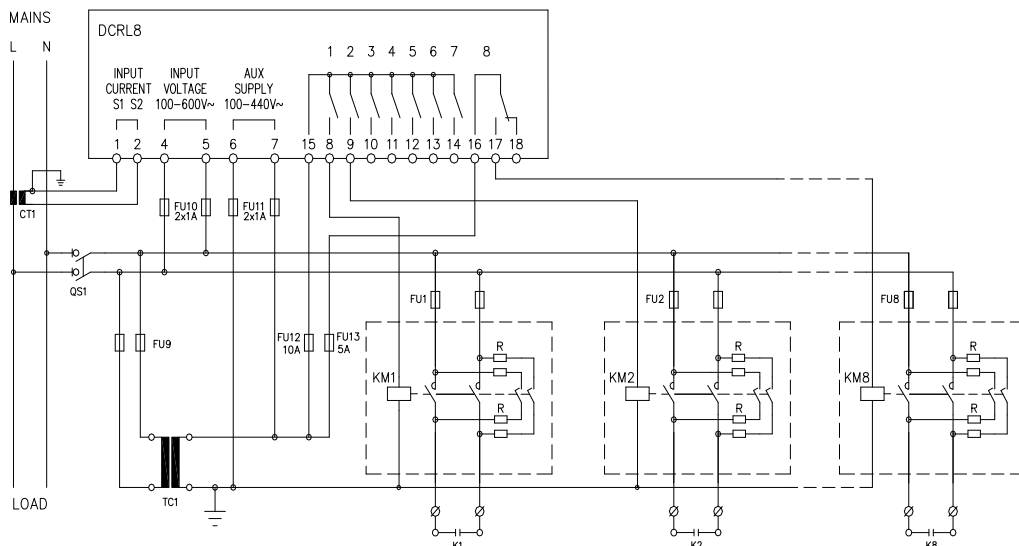 MAINS
L N
DCRL8
1 2 3 4 5 6 7 8
INPUT CURRENT S1 S2
INPUT VOLTAGE 100-600V~
AUX SUPPLY 100-440V~
1 2 4 5 6 7 15 8 9 10 11 12 13 14 16 17 18
CT1
FU10 2x1A
FU11 2x1A
QS1
FU1
FU2
FU8
FU9
FU12 10A
FU13 5A
R
R
R
KM1
KM2
KM8
R
R
R
LOAD
TC1
K1
K2
K8